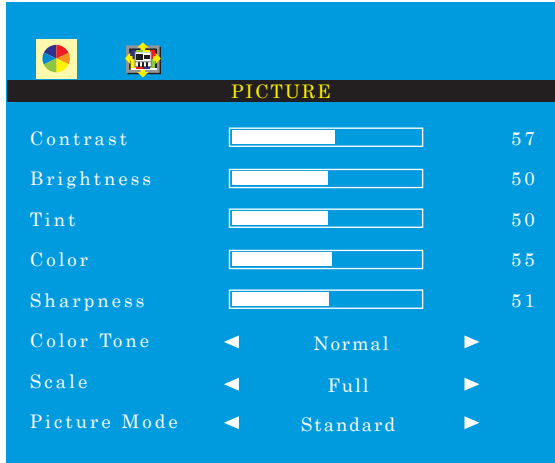 PICTURE
Contrast 57
Brightness 50
Tint 50
Color 55
Sharpness 51
Color Tone Normal
Scale Full
Picture Mode Standard